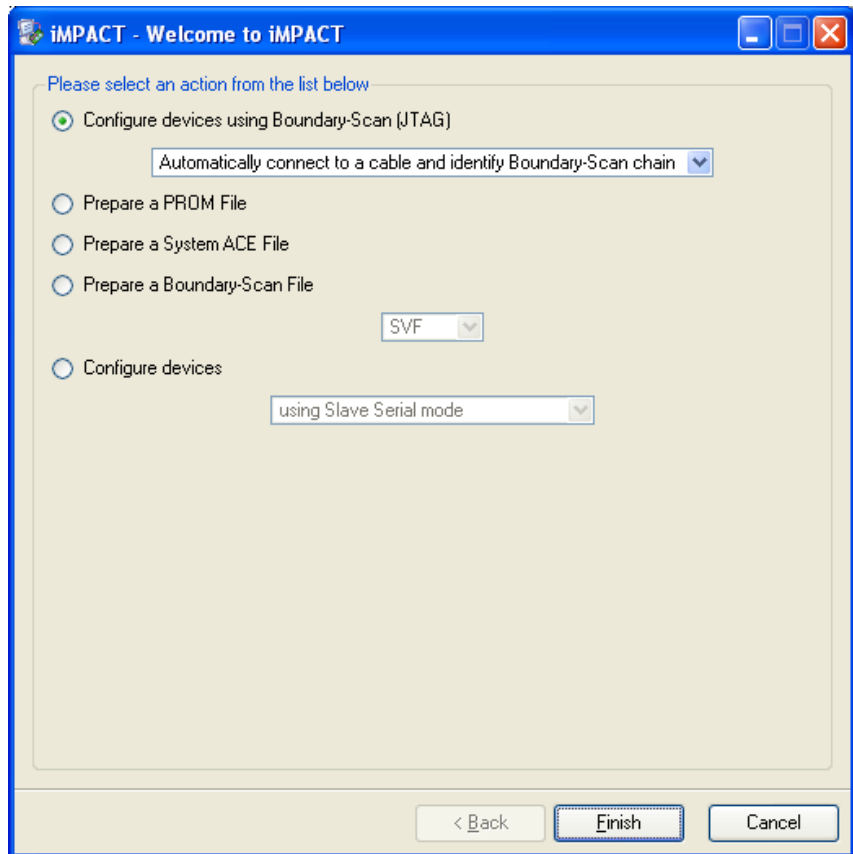 iMPACT - Welcome to iMPACT
Please select an action from the list below
Configure devices using Boundary-Scan (JTAG)
Automatically connect to a cable and identify Boundary-Scan chain
Prepare a PROM File
Prepare a System ACE File
Prepare a Boundary-Scan File
SVF
Configure devices
using Slave Serial mode
< Back Finish Cancel